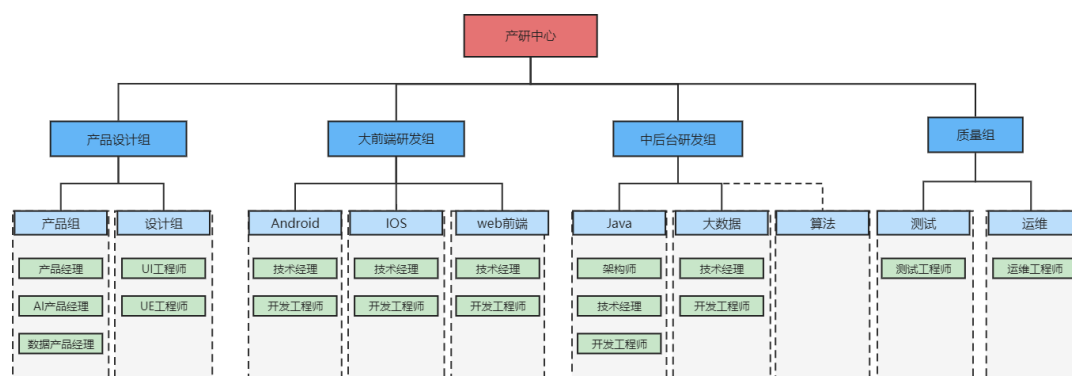 产研中心
产品设计组
大前端研发组
中后台研发组
质量组
产品组
设计组
Android
IOS
web前端
Java
大数据
算法
测试
运维
产品经理
UI工程师
技术经理
技术经理
技术经理
架构师
技术经理
测试工程师
运维工程师
AI产品经理
UE工程师
开发工程师
开发工程师
开发工程师
技术经理
开发工程师
数据产品经理
开发工程师